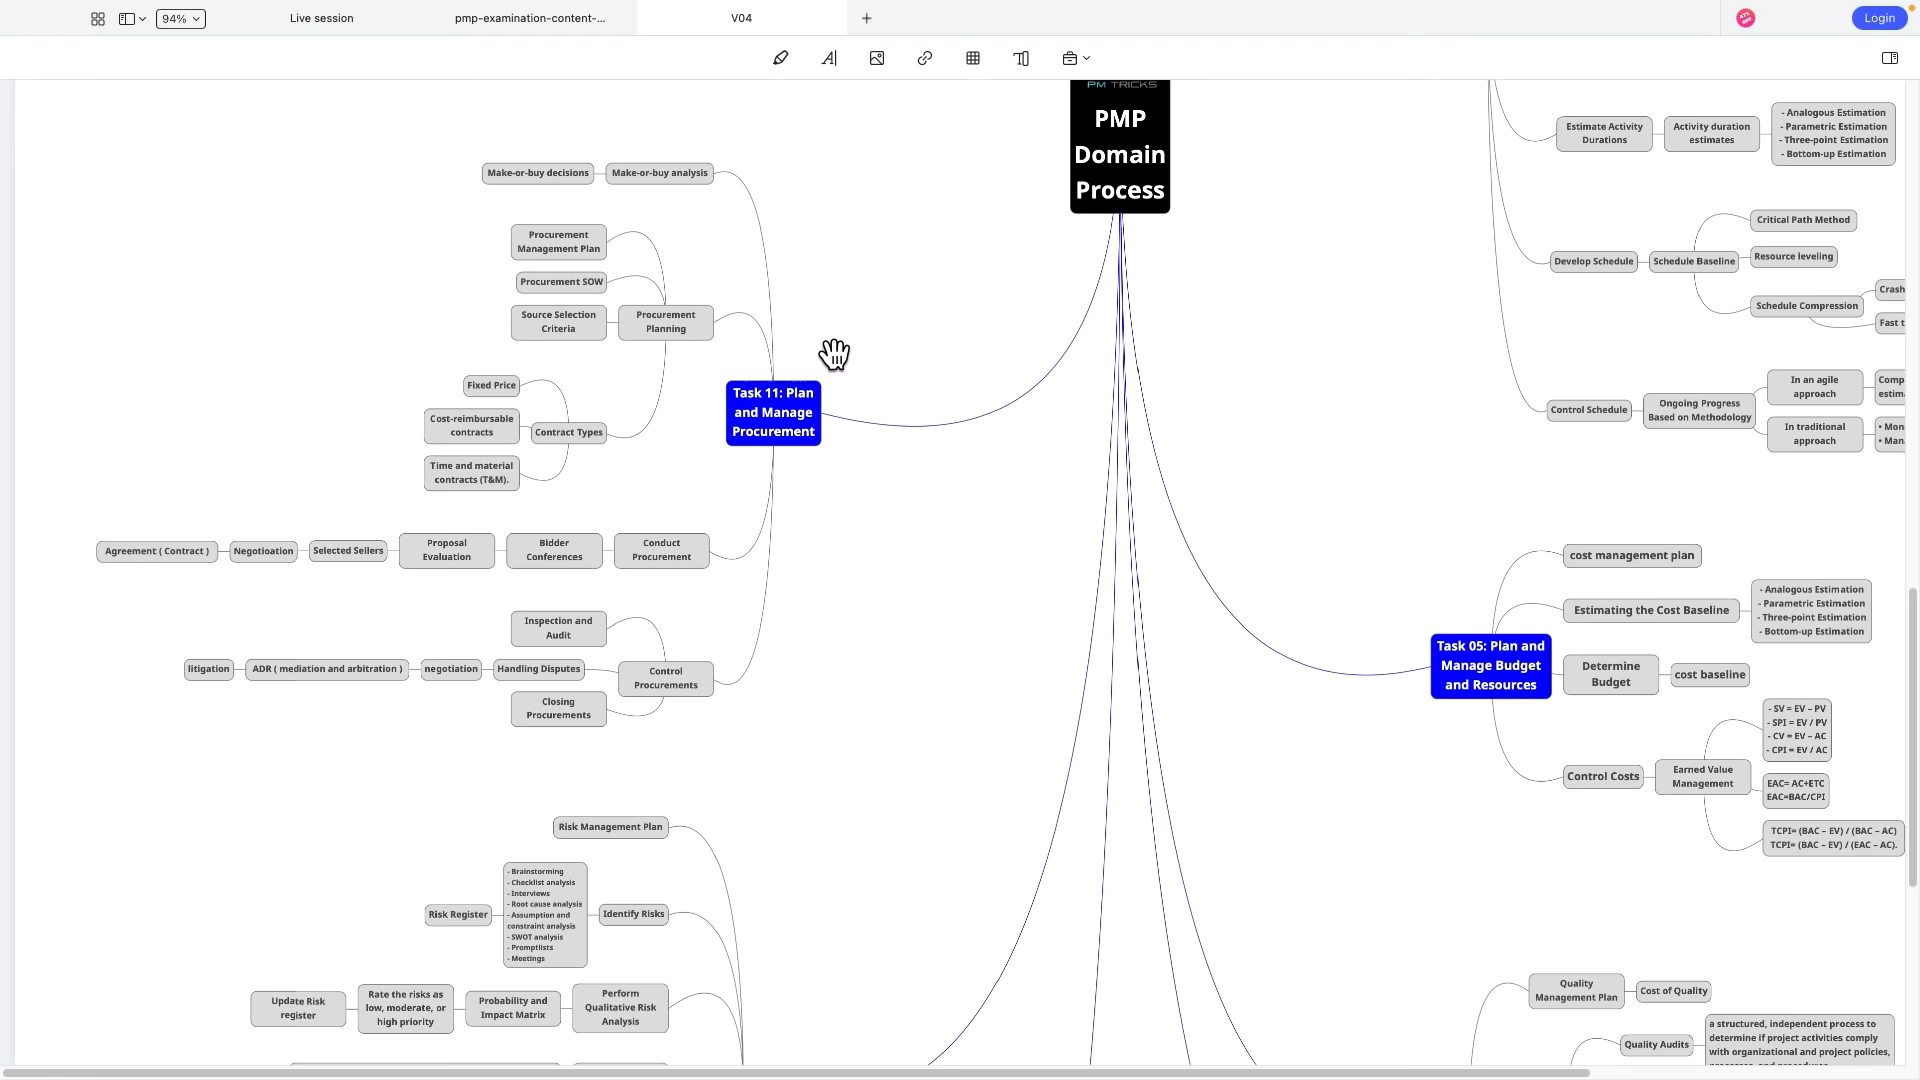 94%
Live session
pmp-examination-content-...
V04
47% OFF
Login
PM TRICKS
PMP
Domain
Process
Make-or-buy decisions
Make-or-buy analysis
Procurement
Management Plan
Procurement SOW
Source Selection
Criteria
Procurement
Planning
Fixed Price
Cost-reimbursable
contracts
Contract Types
Time and material
contracts (T&M).
Task 11: Plan
and Manage
Procurement
Agreement ( Contract )
Negotioation
Selected Sellers
Proposal
Evaluation
Bidder
Conferences
Conduct
Procurement
Inspection and
Audit
litigation
ADR ( mediation and arbitration )
negotiation
Handling Disputes
Control
Procurements
Closing
Procurements
Risk Management Plan
Risk Register
- Brainstorming
- Checklist analysis
- Interviews
- Root cause analysis
- Assumption and
constraint analysis
- SWOT analysis
- Promptlists
- Meetings
Identify Risks
Update Risk
register
Rate the risks as
low, moderate, or
high priority
Probability and
Impact Matrix
Perform
Qualitative Risk
Analysis
Estimate Activity
Durations
Activity duration
estimates
- Analogous Estimation
- Parametric Estimation
- Three-point Estimation
- Bottom-up Estimation
Critical Path Method
Develop Schedule
Schedule Baseline
Resource leveling
Schedule Compression
Crash
Fast t
Control Schedule
Ongoing Progress
Based on Methodology
In an agile
approach
Comp
estim
In traditional
approach
• Mon
• Man
cost management plan
Estimating the Cost Baseline
- Analogous Estimation
- Parametric Estimation
- Three-point Estimation
- Bottom-up Estimation
Task 05: Plan and
Manage Budget
and Resources
Determine
Budget
cost baseline
Control Costs
Earned Value
Management
- SV = EV – PV
- SPI = EV / PV
- CV = EV – AC
- CPI = EV / AC
EAC= AC+ETC
EAC=BAC/CPI
TCPI= (BAC – EV) / (BAC – AC)
TCPI= (BAC – EV) / (EAC – AC).
Quality
Management Plan
Cost of Quality
Quality Audits
a structured, independent process to
determine if project activities comply
with organizational and project policies,